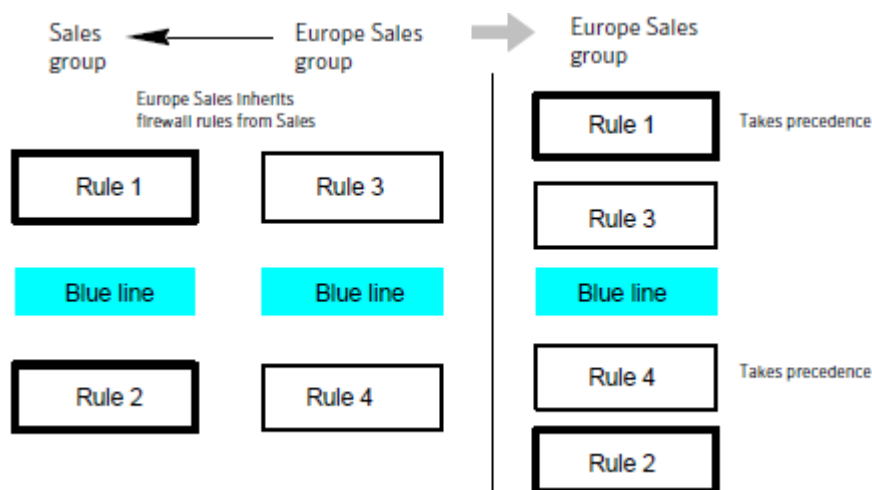 Sales
group
Europe Sales
group
Europe Sales
group
Europe Sales inherits
firewall rules from Sales
Rule 1
Rule 3
Blue line
Blue line
Rule 2
Rule 4
Rule 1
Takes precedence
Rule 3
Blue line
Rule 4
Takes precedence
Rule 2